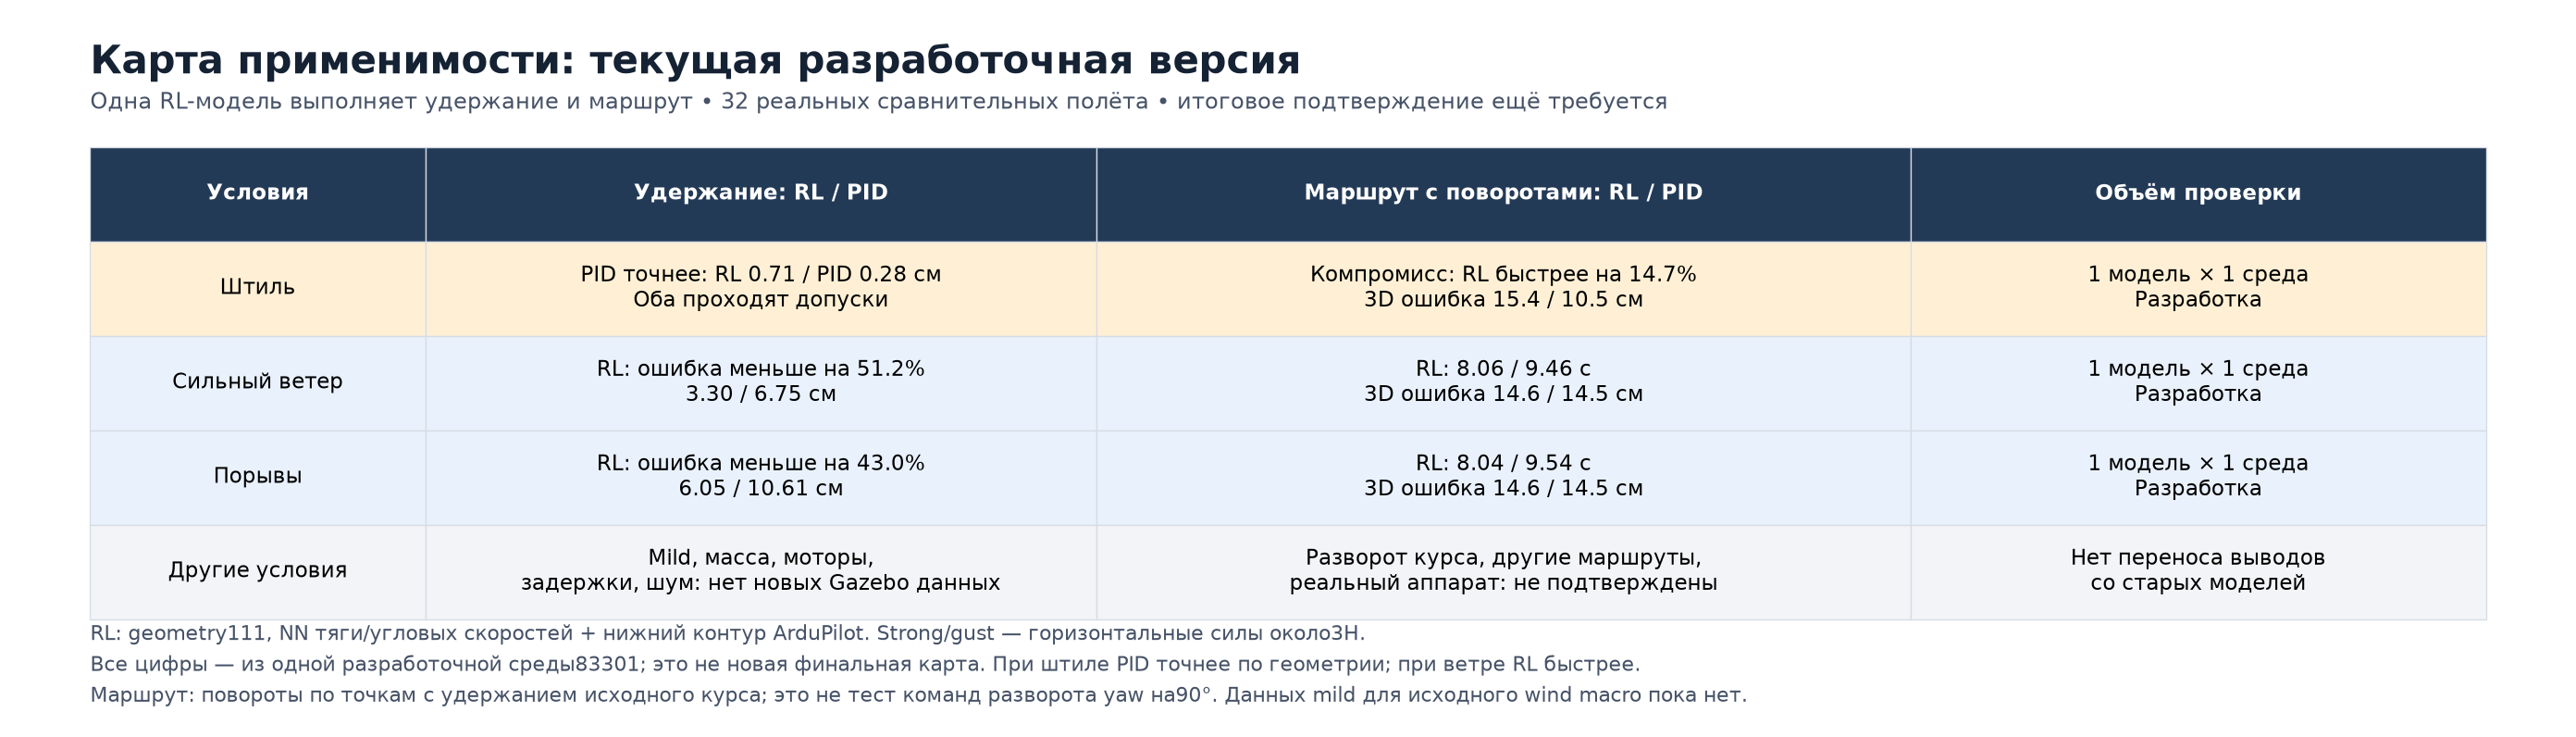 Карта применимости: текущая разработочная версия
Одна RL-модель выполняет удержание и маршрут • 32 реальных сравнительных полёта • итоговое подтверждение ещё требуется
Условия
Удержание: RL / PID
Маршрут с поворотами: RL / PID
Объём проверки
Штиль
PID точнее: RL 0.71 / PID 0.28 см
Оба проходят допуски
Компромисс: RL быстрее на 14.7%
3D ошибка 15.4 / 10.5 см
1 модель × 1 среда
Разработка
Сильный ветер
RL: ошибка меньше на 51.2%
3.30 / 6.75 см
RL: 8.06 / 9.46 с
3D ошибка 14.6 / 14.5 см
1 модель × 1 среда
Разработка
Порывы
RL: ошибка меньше на 43.0%
6.05 / 10.61 см
RL: 8.04 / 9.54 с
3D ошибка 14.6 / 14.5 см
1 модель × 1 среда
Разработка
Другие условия
Mild, масса, моторы,
задержки, шум: нет новых Gazebo данных
Разворот курса, другие маршруты,
реальный аппарат: не подтверждены
Нет переноса выводов
со старых моделей
RL: geometry111, NN тяги/угловых скоростей + нижний контур ArduPilot. Strong/gust — горизонтальные силы около3Н.
Все цифры — из одной разработочной среды83301; это не новая финальная карта. При штиле PID точнее по геометрии; при ветре RL быстрее.
Маршрут: повороты по точкам с удержанием исходного курса; это не тест команд разворота yaw на90°. Данных mild для исходного wind macro пока нет.